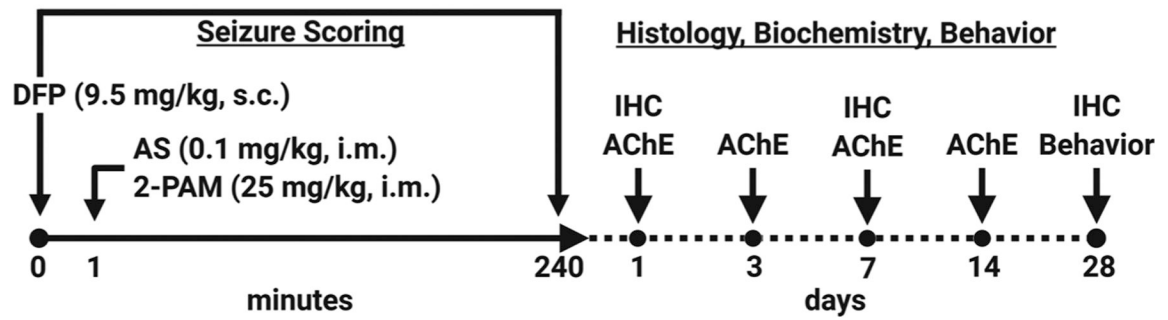 Seizure Scoring
Histology, Biochemistry, Behavior
DFP (9.5 mg/kg, s.c.)
AS (0.1 mg/kg, i.m.)
2-PAM (25 mg/kg, i.m.)
IHC
AChE
AChE
IHC
AChE
AChE
IHC
Behavior
0 1 240 1 3 7 14 28
minutes days